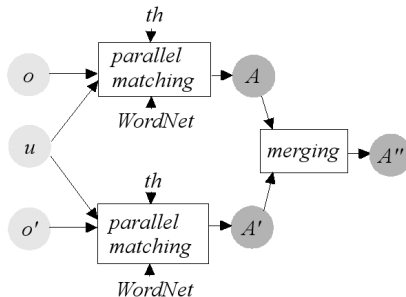 th
o
parallel
matching
A
WordNet
u
merging
A''
th
o'
parallel
matching
A'
WordNet